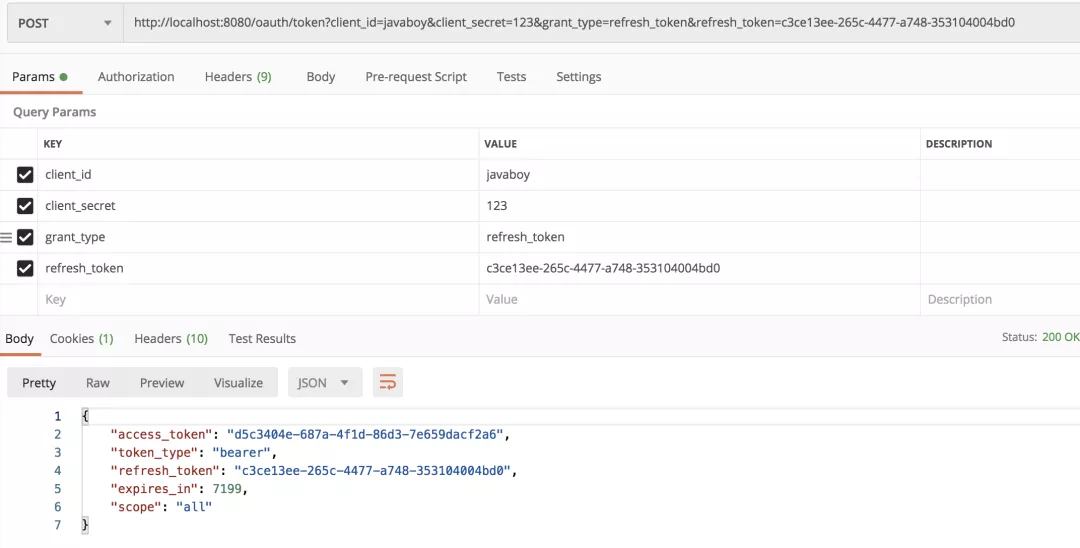 POST http://localhost:8080/oauth/token?client_id=javaboy&client_secret=123&grant_type=refresh_token&refresh_token=c3ce13ee-265c-4477-a748-353104004bd0
Params Authorization Headers (9) Body Pre-request Script Tests Settings
Query Params
KEY VALUE DESCRIPTION
client_id javaboy
client_secret 123
grant_type refresh_token
refresh_token c3ce13ee-265c-4477-a748-353104004bd0
Key Value Description
Body Cookies (1) Headers (10) Test Results Status: 200 OK
Pretty Raw Preview Visualize JSON
1 {
2 "access_token": "d5c3404e-687a-4f1d-86d3-7e659dacf2a6",
3 "token_type": "bearer",
4 "refresh_token": "c3ce13ee-265c-4477-a748-353104004bd0",
5 "expires_in": 7199,
6 "scope": "all"
7 }